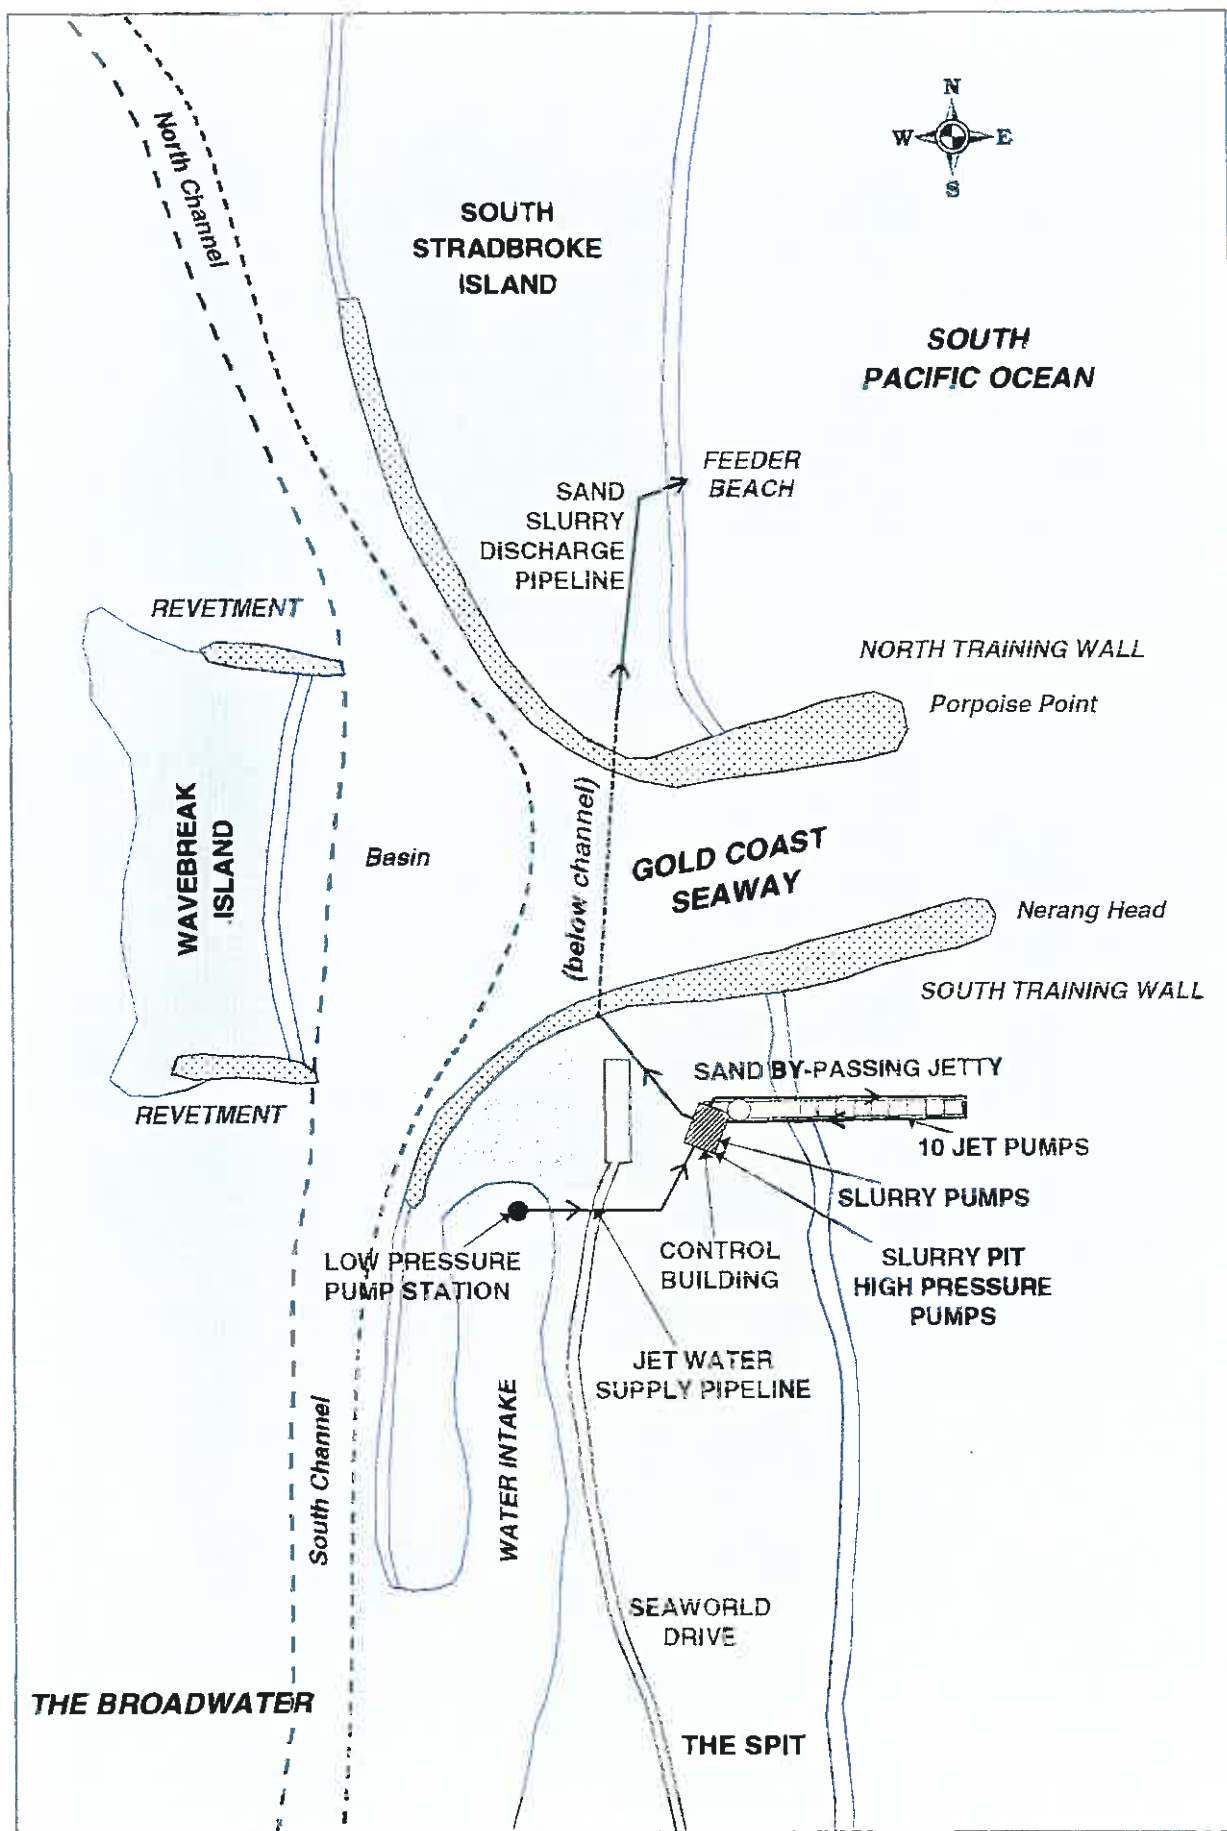 N
W
E
S
North Channel
SOUTH
STRADBROKE
ISLAND
SOUTH
PACIFIC OCEAN
FEEDER
BEACH
SAND
SLURRY
DISCHARGE
PIPELINE
REVETMENT
NORTH TRAINING WALL
Porpoise Point
WAVEBREAK
ISLAND
Basin
(below channel)
GOLD COAST
SEAWAY
Nerang Head
SOUTH TRAINING WALL
SAND BY-PASSING JETTY
REVETMENT
10 JET PUMPS
SLURRY PUMPS
LOW PRESSURE
PUMP STATION
CONTROL
BUILDING
SLURRY PIT
HIGH PRESSURE
PUMPS
JET WATER
SUPPLY PIPELINE
South Channel
WATER INTAKE
SEAWORLD
DRIVE
THE BROADWATER
THE SPIT